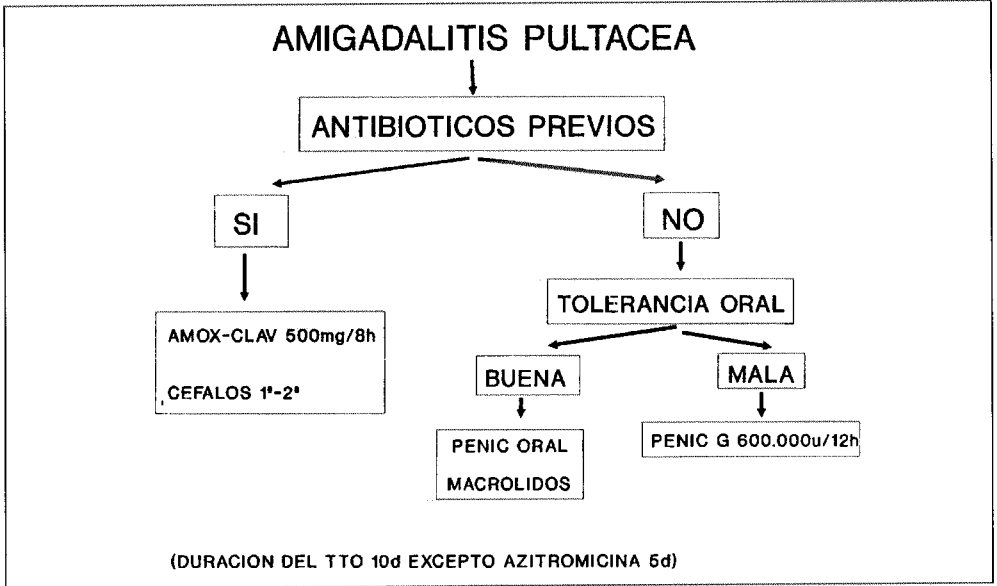 AMIGADALITIS PULTACEA
ANTIBIOTICOS PREVIOS
SI
NO
AMOX-CLAV 500mg/8h
CEFALOS 1ª-2ª
TOLERANCIA ORAL
BUENA
MALA
PENIC ORAL
MACROLIDOS
PENIC G 600.000u/12h
(DURACION DEL TTO 10d EXCEPTO AZITROMICINA 5d)